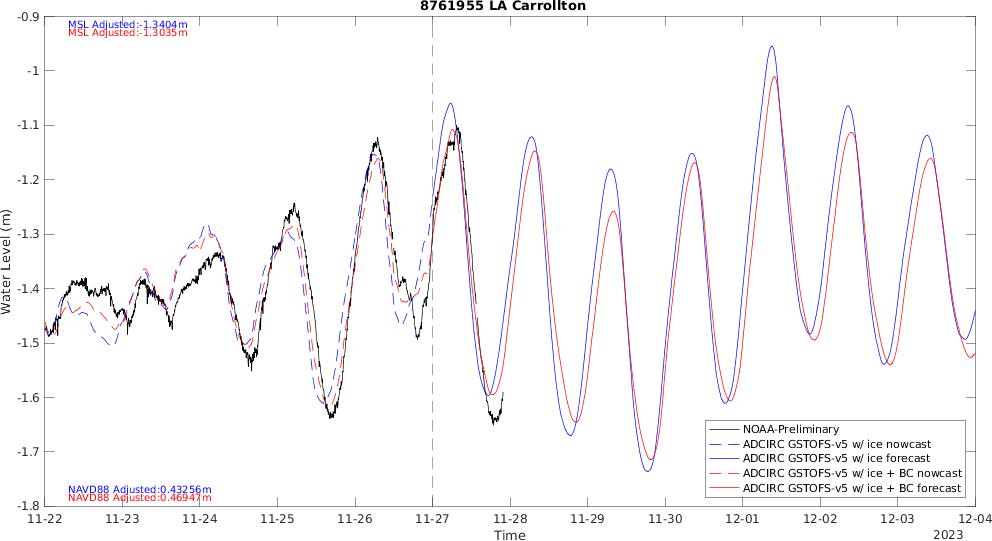 8761955 LA Carrollton
MSL Adjusted:-1.3404m
MSL Adjusted:-1.3035m
-0.9
-1
-1.1
-1.2
-1.3
-1.4
-1.5
-1.6
-1.7
-1.8
Water Level (m)
NOAA-Preliminary
ADCIRC GSTOFS-v5 w/ ice nowcast
ADCIRC GSTOFS-v5 w/ ice forecast
ADCIRC GSTOFS-v5 w/ ice + BC nowcast
ADCIRC GSTOFS-v5 w/ ice + BC forecast
NAVD88 Adjusted:0.43256m
NAVD88 Adjusted:0.46947m
11-22 11-23 11-24 11-25 11-26 11-27 11-28 11-29 11-30 12-01 12-02 12-03 12-04
Time
2023